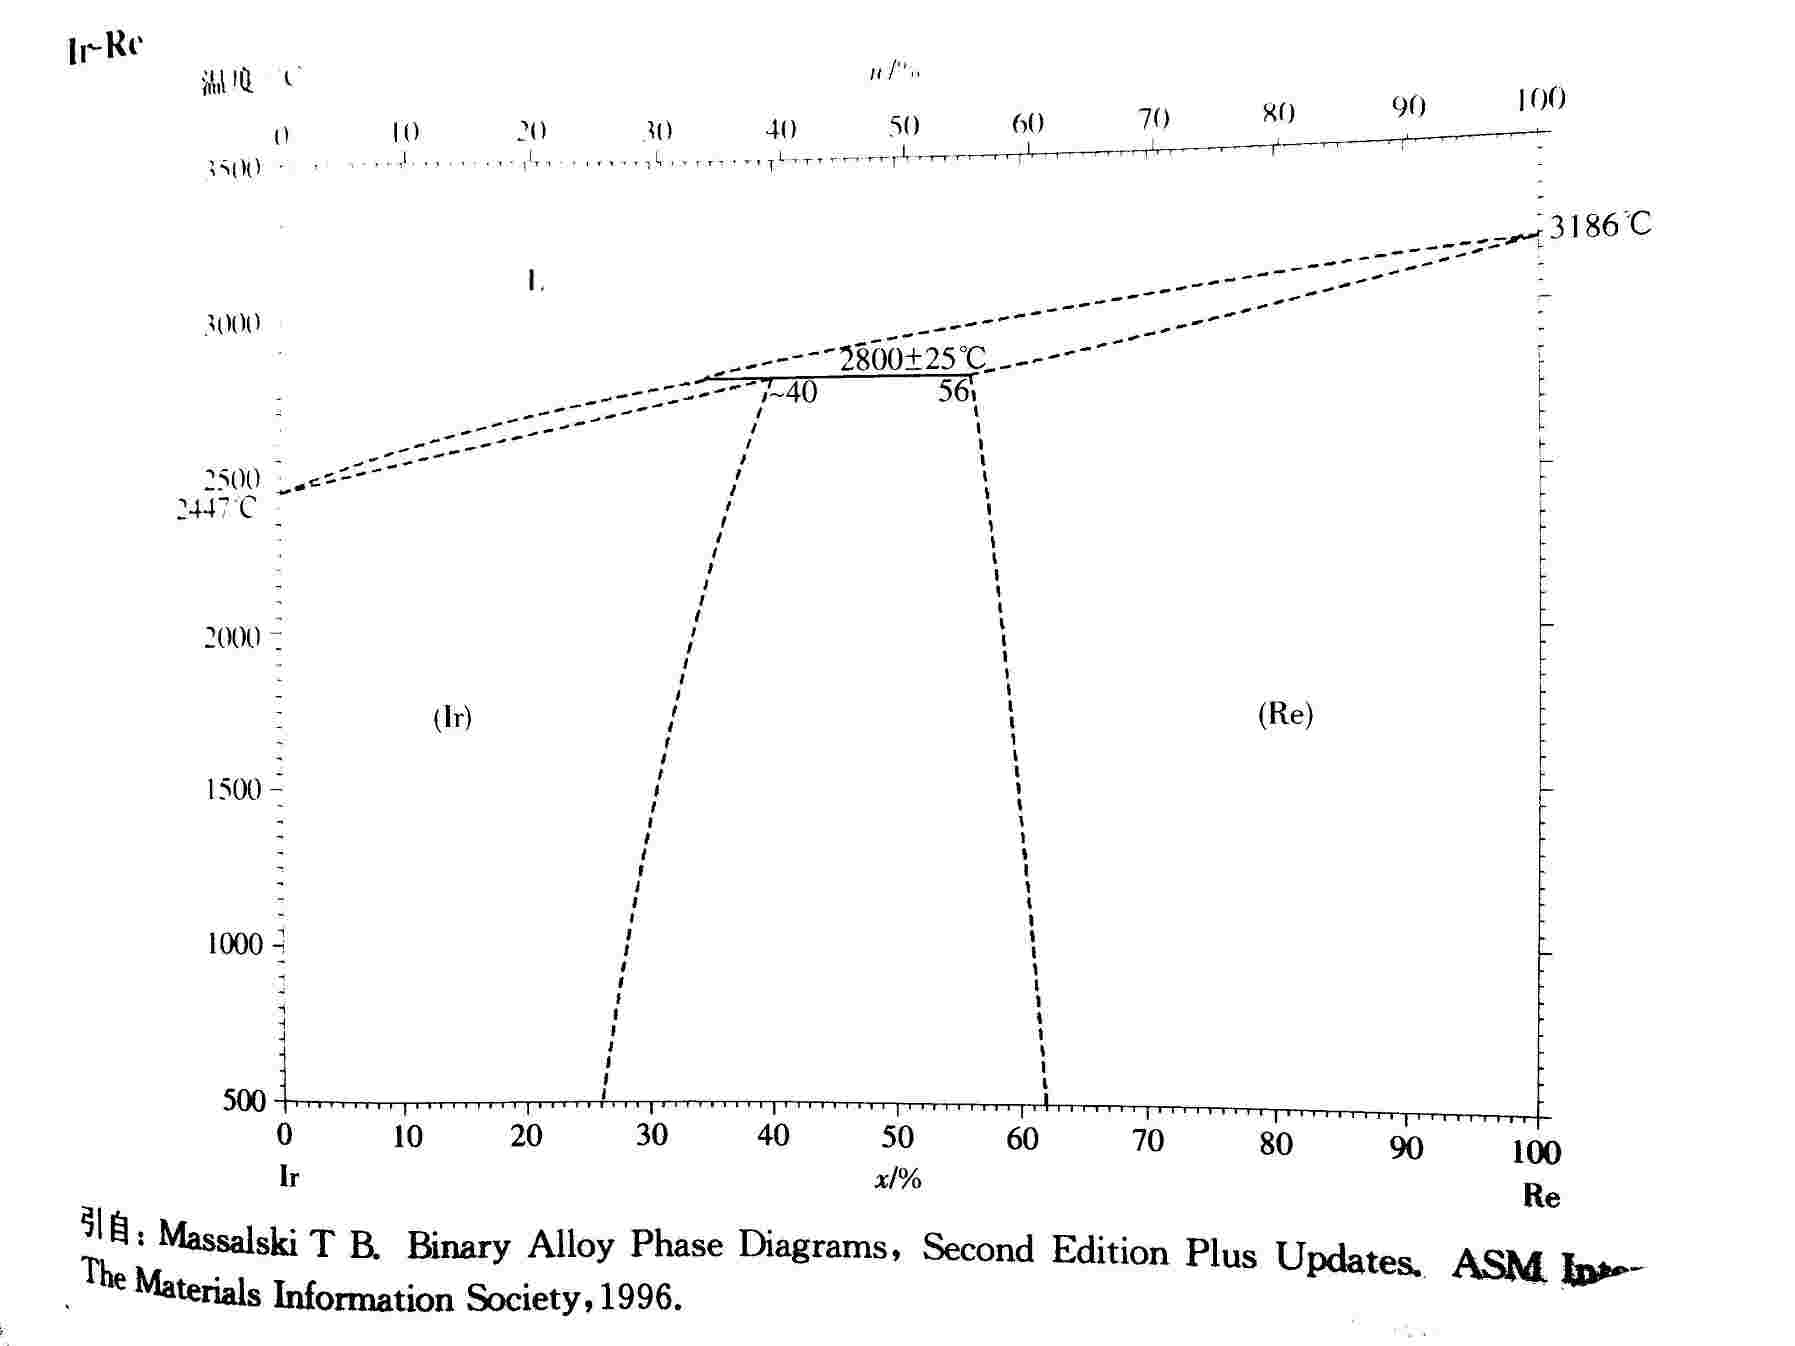 Ir-Re
温度 ℃
0 10 20 30 40 50 60 70 80 90 100
3500
3186℃
L
3000
2800±25℃
~40 56
2500
2447℃
2000
(Ir) (Re)
1500
1000
500
0 10 20 30 40 50 60 70 80 90 100
Ir x/% Re
引自: Massalski T B. Binary Alloy Phase Diagrams, Second Edition Plus Updates. ASM
The Materials Information Society, 1996.